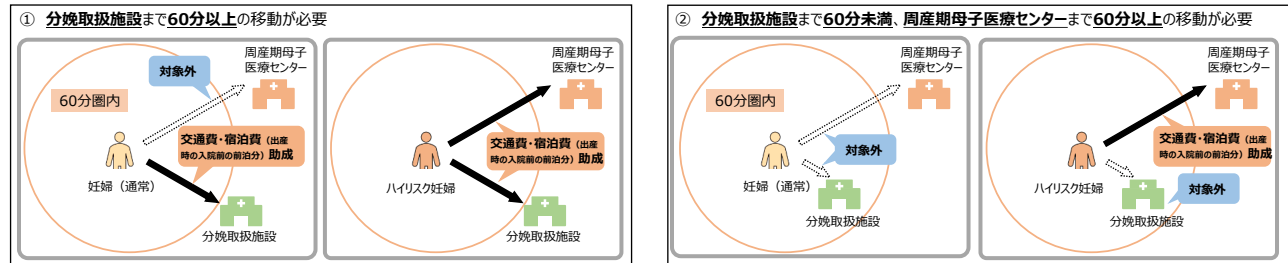 ① 分娩取扱施設まで60分以上の移動が必要
周産期母子
医療センター
対象外
60分圏内
交通費・宿泊費（出産
時の入院前の前泊分）助成
妊婦（通常）
分娩取扱施設
周産期母子
医療センター
交通費・宿泊費（出産
時の入院前の前泊分）助成
ハイリスク妊婦
分娩取扱施設
② 分娩取扱施設まで60分未満、周産期母子医療センターまで60分以上の移動が必要
周産期母子
医療センター
60分圏内
対象外
妊婦（通常）
分娩取扱施設
周産期母子
医療センター
交通費・宿泊費（出産
時の入院前の前泊分）助成
ハイリスク妊婦
対象外
分娩取扱施設